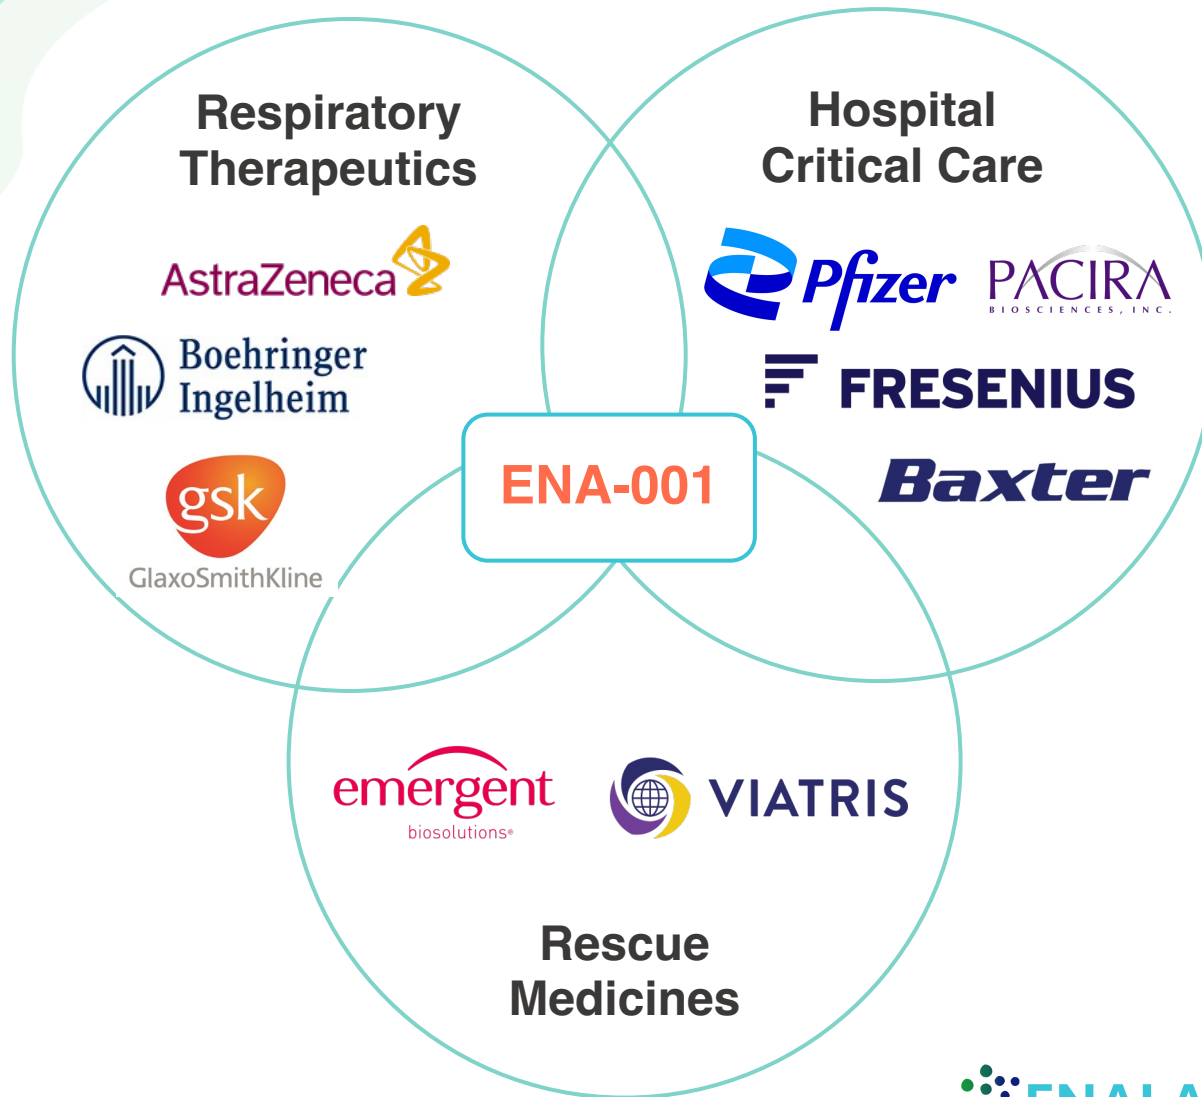 Respiratory
Therapeutics
AstraZeneca
Boehringer
Ingelheim
gsk
GlaxoSmithKline
Hospital
Critical Care
Pfizer
PACIRA
BIOSCIENCES, INC.
FRESENIUS
Baxter
ENA-001
emergent
biosolutions®
VIATRIS
Rescue
Medicines